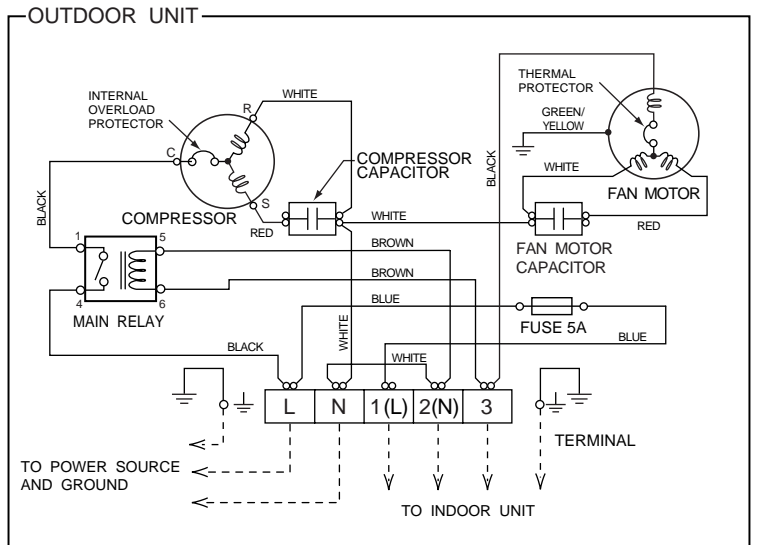 OUTDOOR UNIT
INTERNAL
OVERLOAD
PROTECTOR
R
WHITE
THERMAL
PROTECTOR
GREEN/
YELLOW
C
COMPRESSOR
CAPACITOR
BLACK
WHITE
FAN MOTOR
BLACK
S
COMPRESSOR
RED
WHITE
RED
1
5
BROWN
FAN MOTOR
CAPACITOR
BROWN
4
6
MAIN RELAY
BLUE
FUSE 5A
WHITE
BLUE
BLACK
WHITE
L
N
1(L)
2(N)
3
TERMINAL
TO POWER SOURCE
AND GROUND
TO INDOOR UNIT